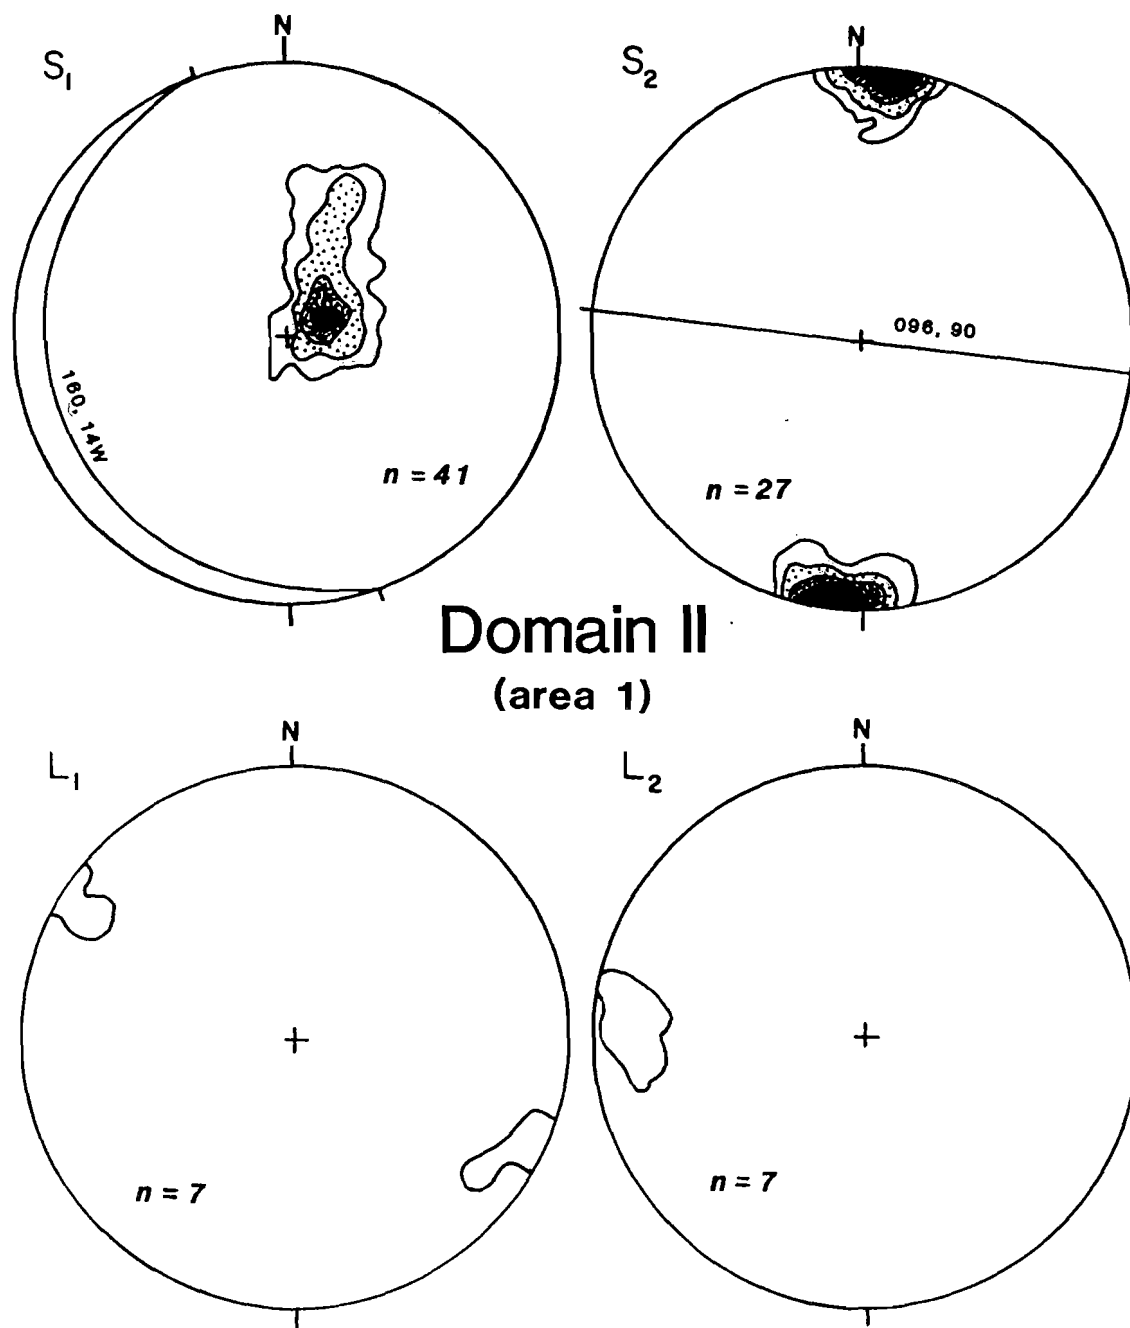 N
N
S₁
S₂
160, 14W
096, 90
n = 41
n = 27
Domain II
(area 1)
N
N
L₁
L₂
n = 7
n = 7